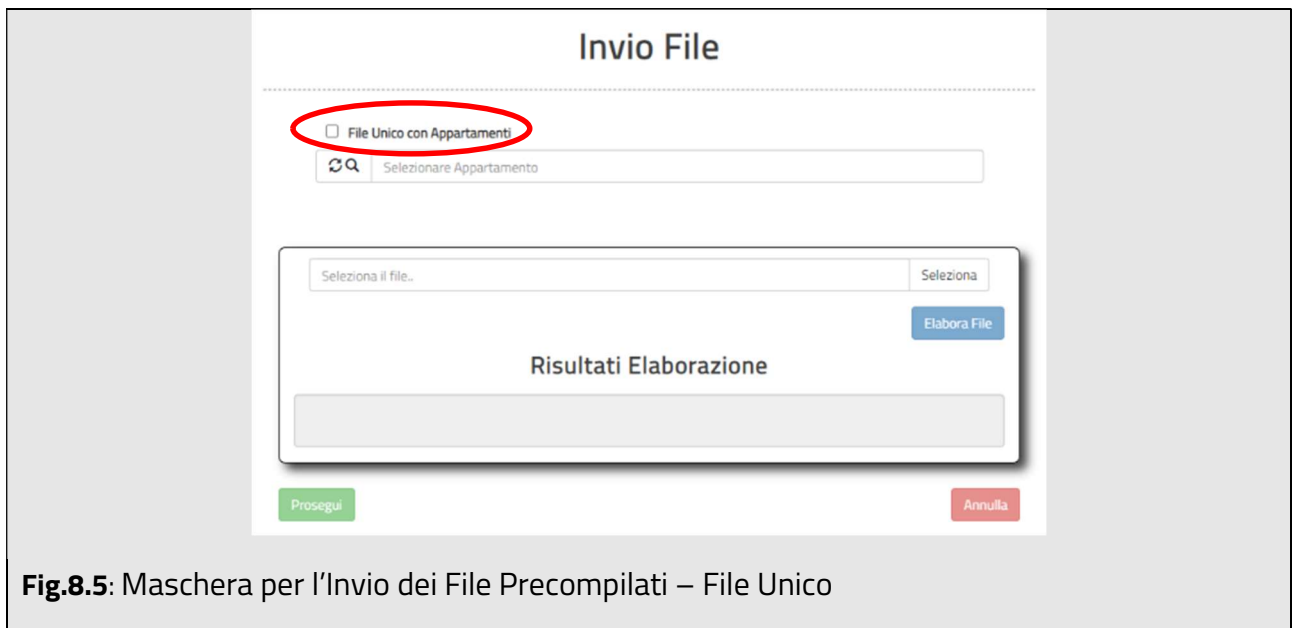 Invio File
File Unico con Appartamenti
Selezionare Appartamento
Seleziona il file.. Seleziona
Elabora File
Risultati Elaborazione
Prosegui Annulla
Fig.8.5: Maschera per l’Invio dei File Precompilati – File Unico